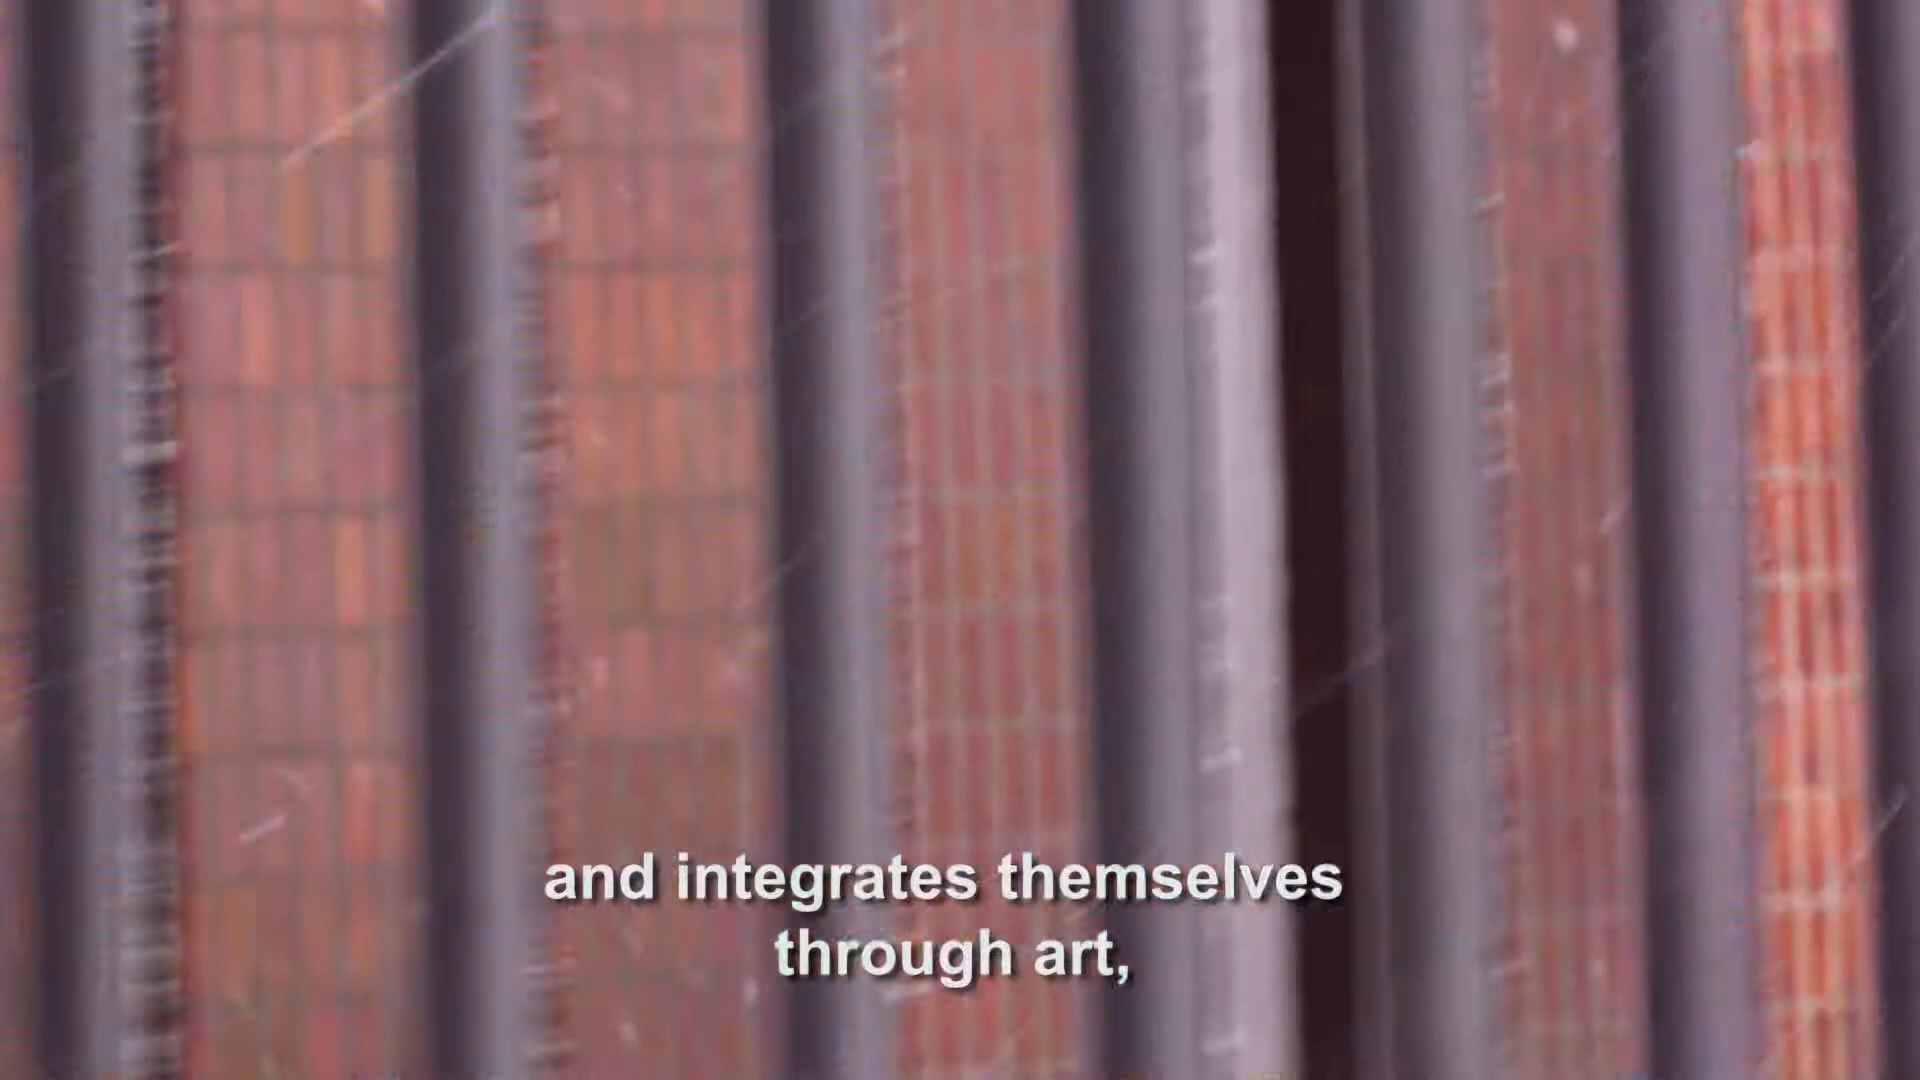 and integrates themselves
through art,